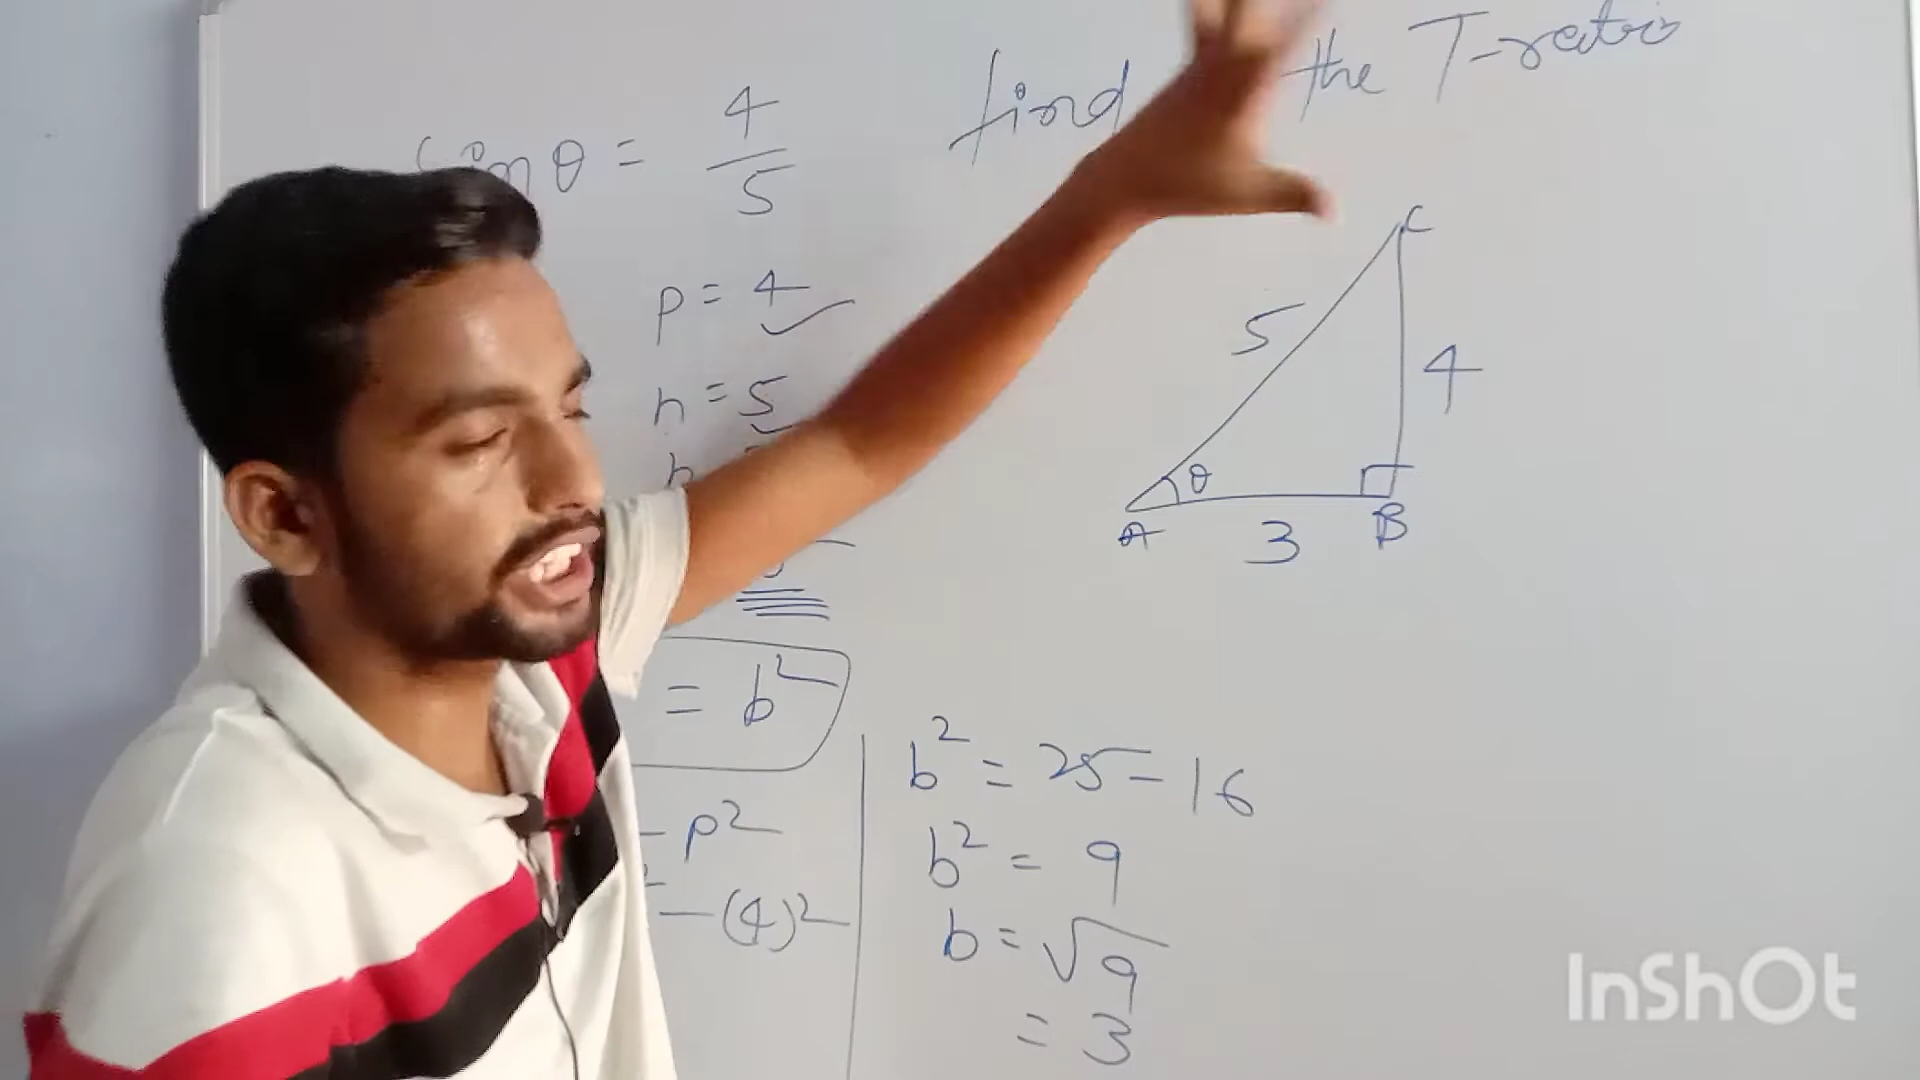 find the T-ratio
sin θ = 4/5
p = 4
h = 5
C
5
4
θ
A 3 B
= b²
- p²
- (4)²
b² = 25 - 16
b² = 9
b = √9
= 3
InShOt